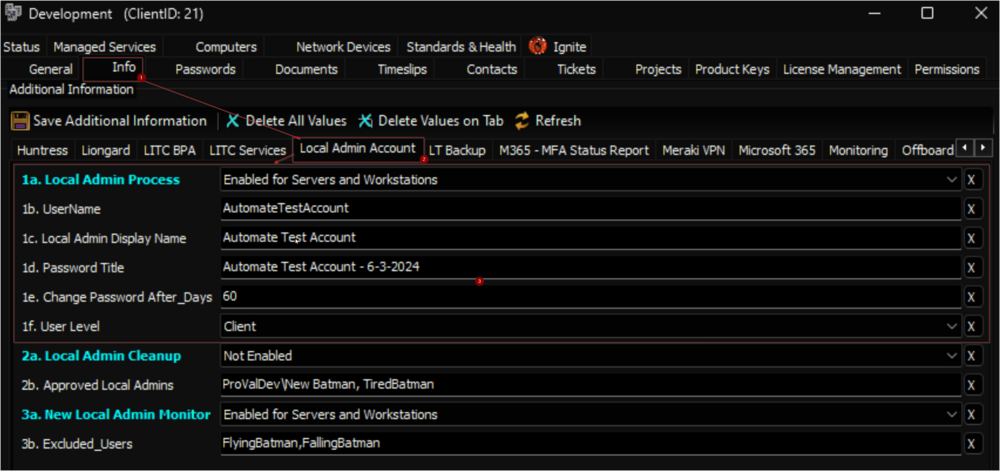 Development (ClientID: 21)
Status Managed Services Computers Network Devices Standards & Health Ignite
General Info Passwords Documents Timeslips Contacts Tickets Projects Product Keys License Management Permissions
1
Additional Information
Save Additional Information Delete All Values Delete Values on Tab Refresh
Huntress Liongard LITC BPA LITC Services Local Admin Account LT Backup M365 - MFA Status Report Meraki VPN Microsoft 365 Monitoring Offboard
2
1a. Local Admin Process Enabled for Servers and Workstations X
1b. UserName AutomateTestAccount X
1c. Local Admin Display Name Automate Test Account X
1d. Password Title Automate Test Account - 6-3-2024 X
3
1e. Change Password After_Days 60 X
1f. User Level Client X
2a. Local Admin Cleanup Not Enabled X
2b. Approved Local Admins ProValDev\New Batman, TiredBatman X
3a. New Local Admin Monitor Enabled for Servers and Workstations X
3b. Excluded_Users FlyingBatman,FallingBatman X